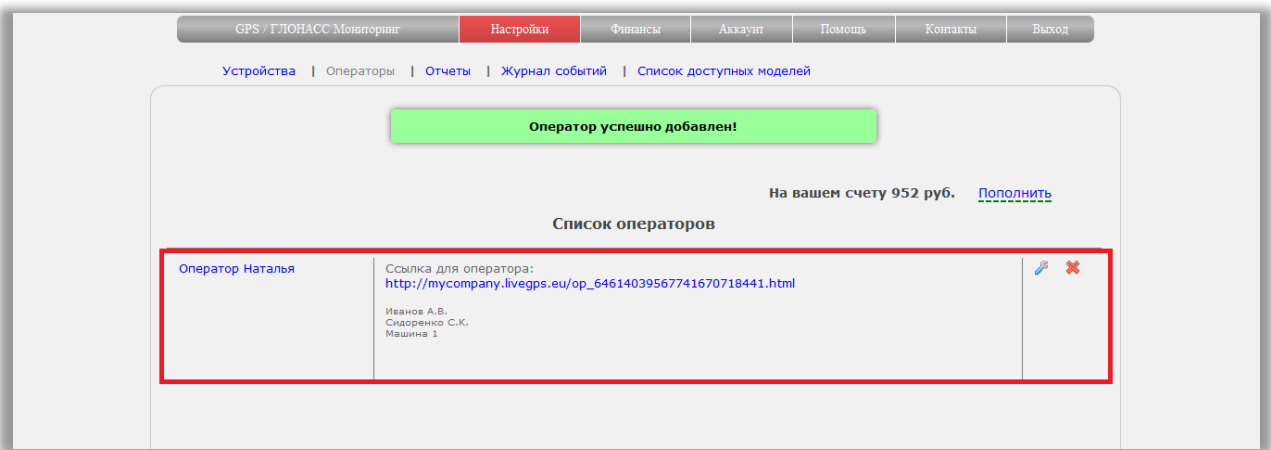 GPS / ГЛОНАСС Мониторинг Настройки Финансы Аккаунт Помощь Контакты Выход
Устройства | Операторы | Отчеты | Журнал событий | Список доступных моделей
Оператор успешно добавлен!
На вашем счету 952 руб. Пополнить
Список операторов
Оператор Наталья
Ссылка для оператора:
http://mycompany.livegps.eu/op_64614039567741670718441.html
Иванов А.В.
Сидоренко С.К.
Машина 1